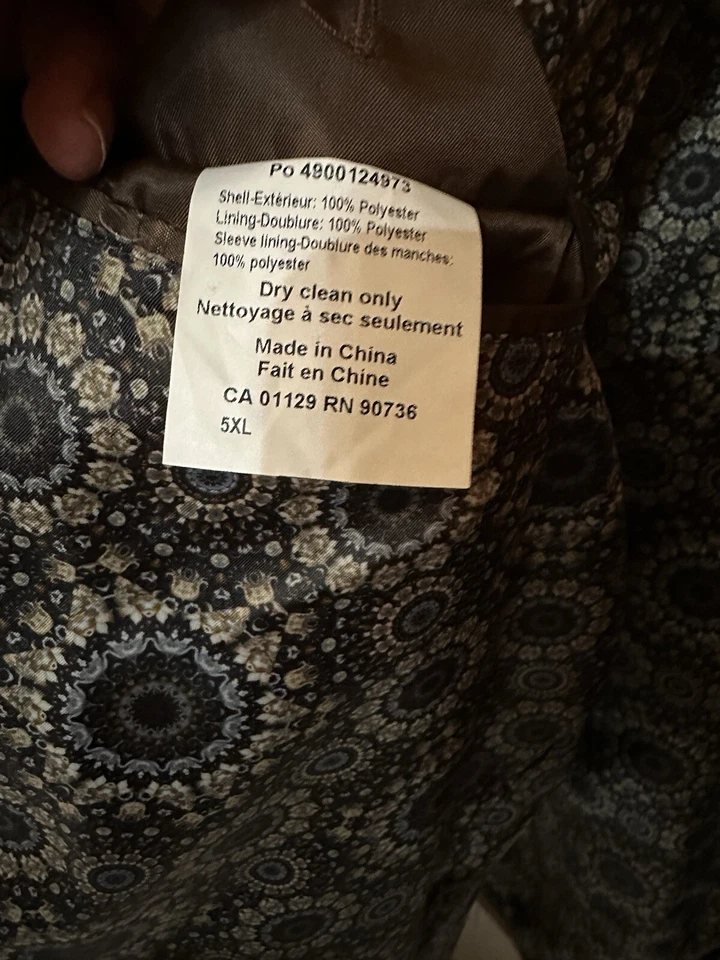 Po 4900124973
Shell-Extérieur: 100% Polyester
Lining-Doublure: 100% Polyester
Sleeve lining-Doublure des manches:
100% polyester
Dry clean only
Nettoyage à sec seulement
Made in China
Fait en Chine
CA 01129 RN 90736
5XL